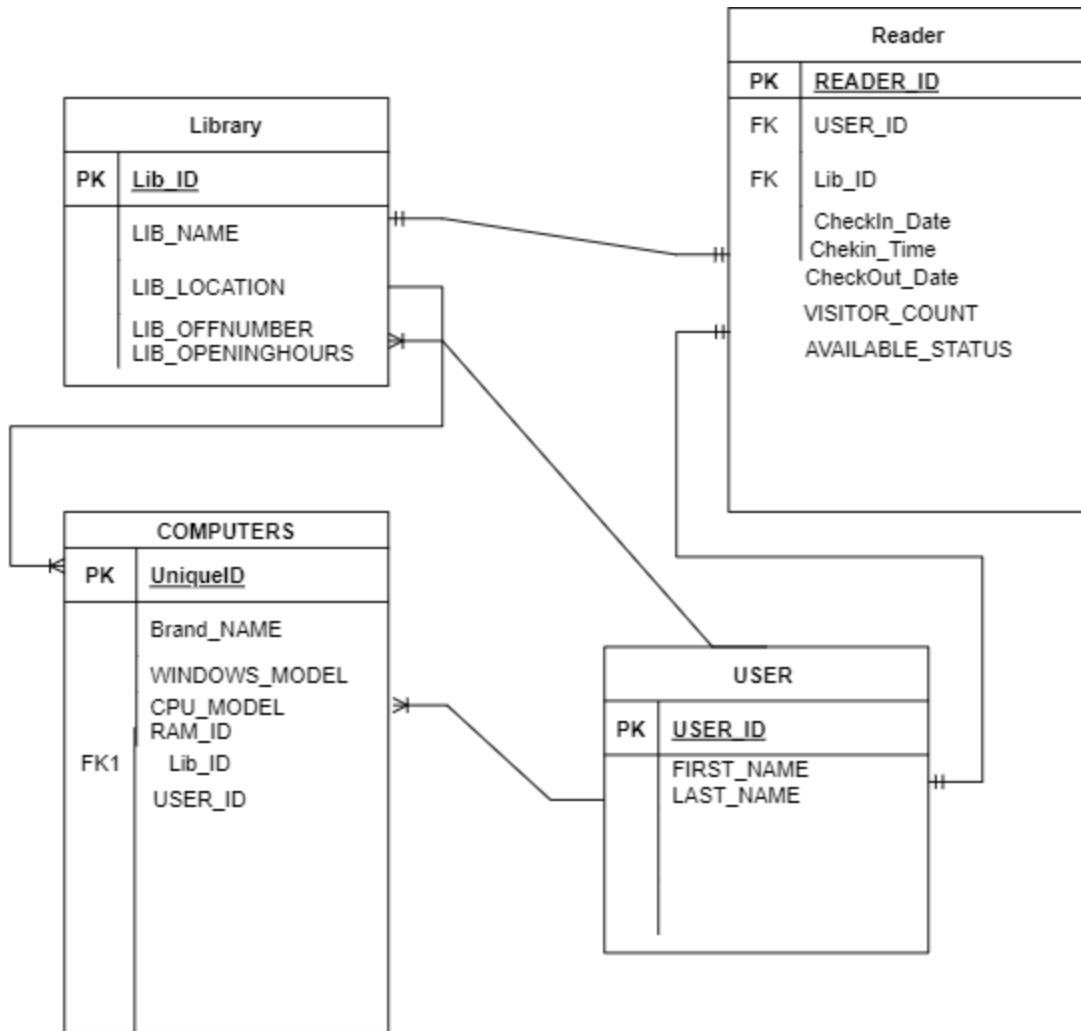 Reader
PK READER_ID
FK USER_ID
FK Lib_ID
CheckIn_Date
Chekin_Time
CheckOut_Date
VISITOR_COUNT
AVAILABLE_STATUS
Library
PK Lib_ID
LIB_NAME
LIB_LOCATION
LIB_OFFNUMBER
LIB_OPENINGHOURS
COMPUTERS
PK UniqueID
Brand_NAME
WINDOWS_MODEL
CPU_MODEL
RAM_ID
FK1 Lib_ID
USER_ID
USER
PK USER_ID
FIRST_NAME
LAST_NAME